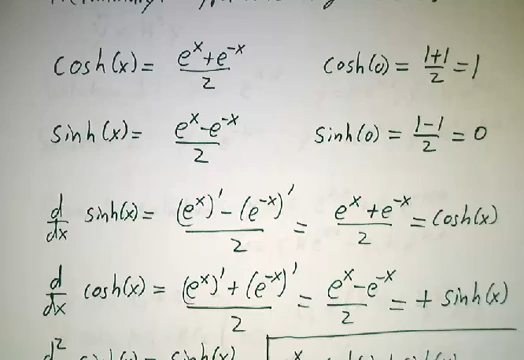 cosh(x) = (e^x + e^-x)/2    cosh(0) = (1+1)/2 = 1
sinh(x) = (e^x - e^-x)/2    sinh(0) = (1-1)/2 = 0
d/dx sinh(x) = ((e^x)' - (e^-x)')/2 = (e^x + e^-x)/2 = cosh(x)
d/dx cosh(x) = ((e^x)' + (e^-x)')/2 = (e^x - e^-x)/2 = + sinh(x)